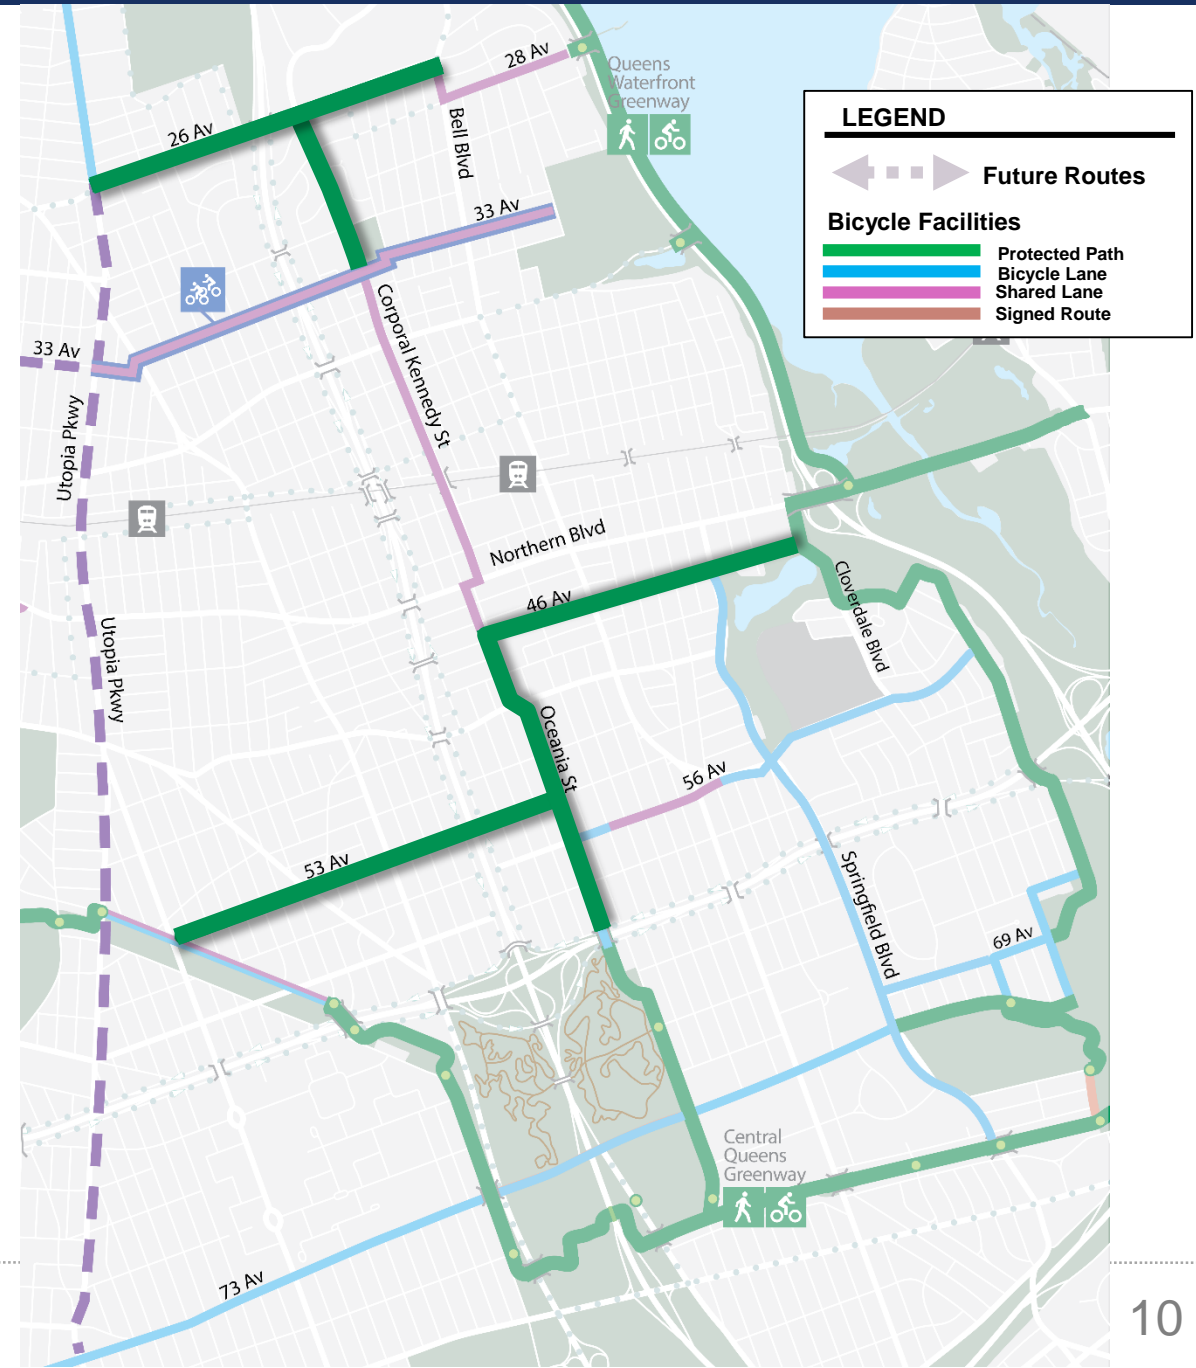 28 Av
Queens
Waterfront
Greenway
26 Av
Bell Blvd
33 Av
LEGEND
Future Routes
Bicycle Facilities
Protected Path
Bicycle Lane
Shared Lane
Signed Route
33 Av
Corporal Kennedy St
Utopia Pkwy
Northern Blvd
46 Av
Cloverdale Blvd
Utopia Pkwy
Oceania St
56 Av
53 Av
Springfield Blvd
69 Av
Central
Queens
Greenway
73 Av
10